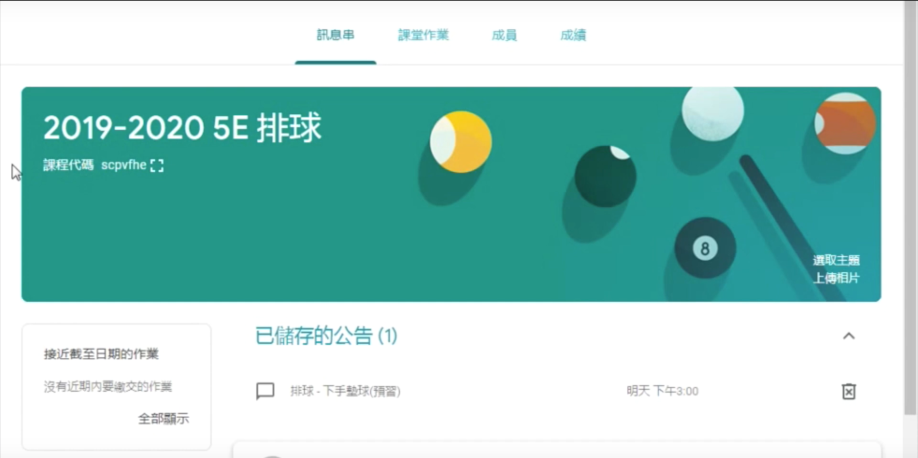 訊息串 課堂作業 成員 成績
2019-2020 5E 排球
課程代碼 scpvfhe
8
選取主題
上傳相片
已儲存的公告 (1)
接近截至日期的作業
沒有近期內要繳交的作業
全部顯示
排球 - 下手墊球(預習) 明天 下午3:00